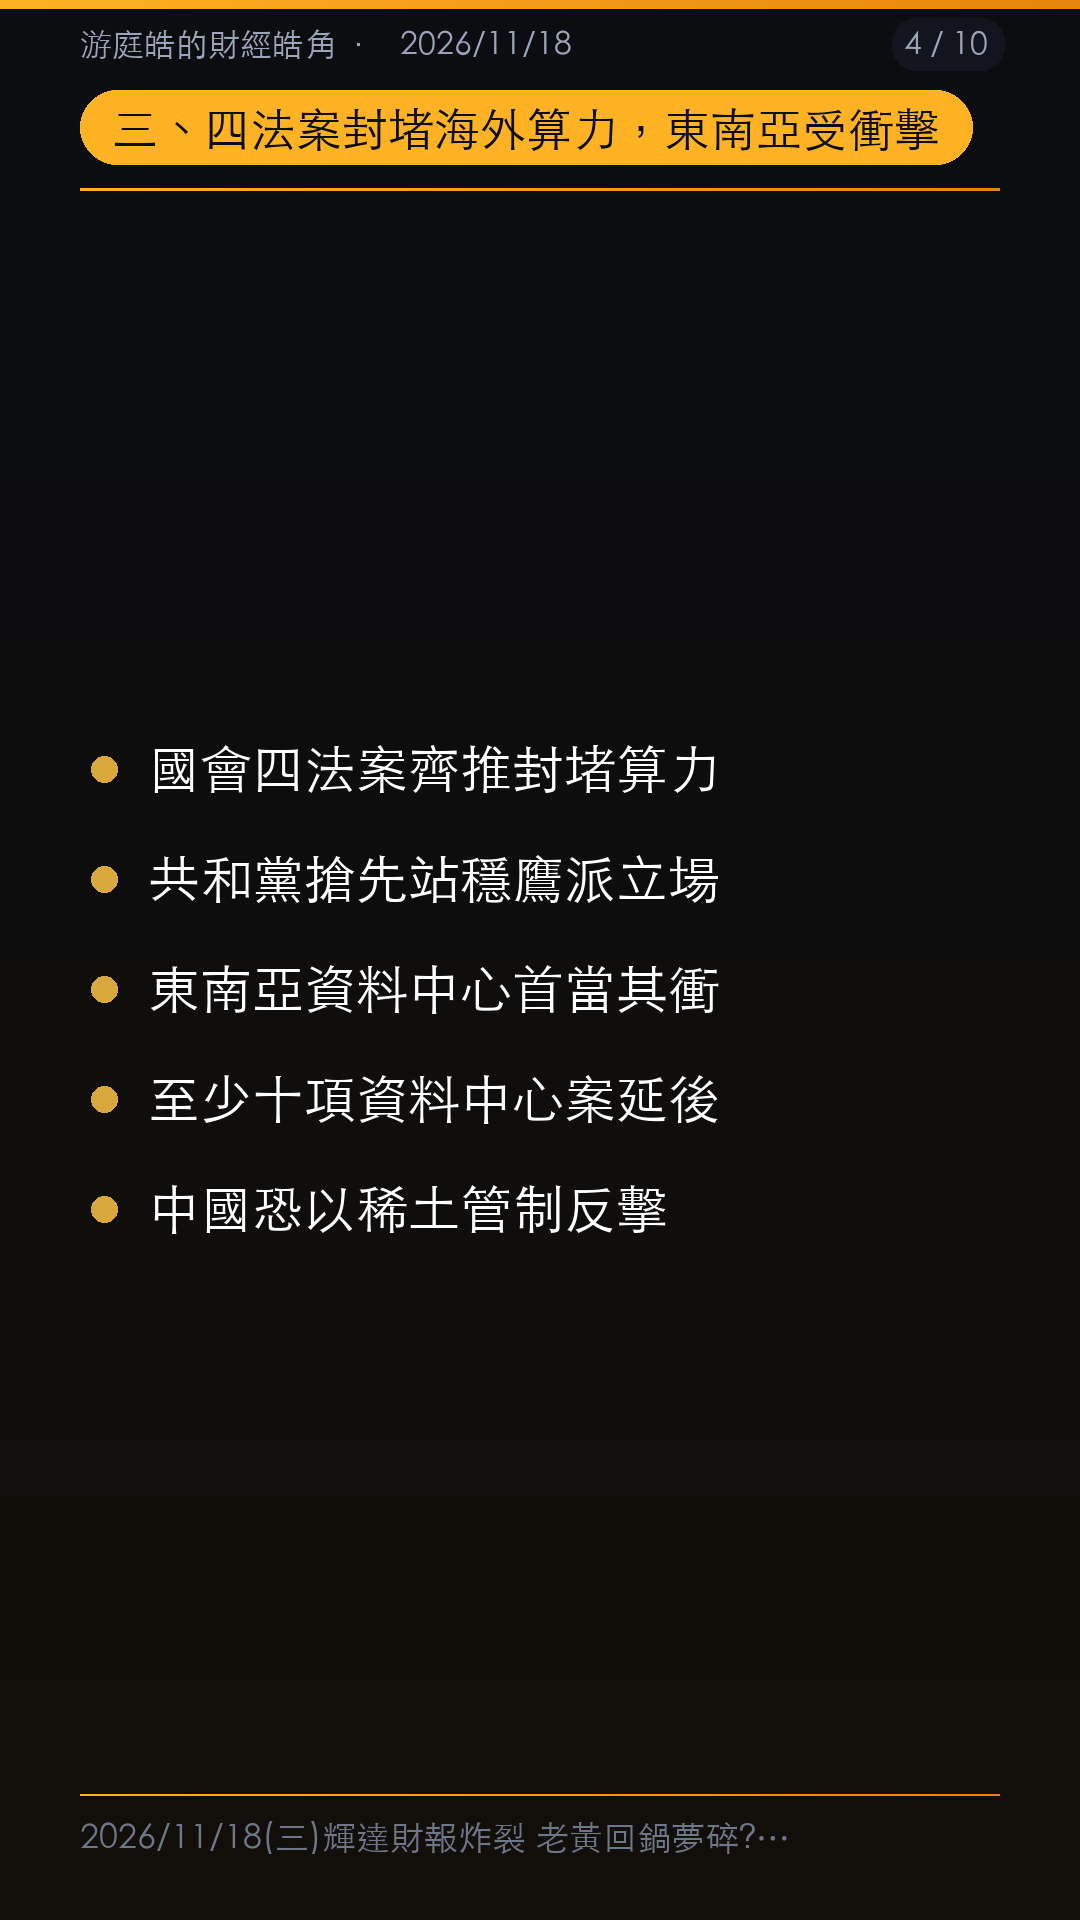 游庭皓的財經皓角 · 2026/11/18
4 / 10
三、四法案封堵海外算力，東南亞受衝擊
國會四法案齊推封堵算力
共和黨搶先站穩鷹派立場
東南亞資料中心首當其衝
至少十項資料中心案延後
中國恐以稀土管制反擊
2026/11/18(三)輝達財報炸裂 老黃回鍋夢碎?⋯